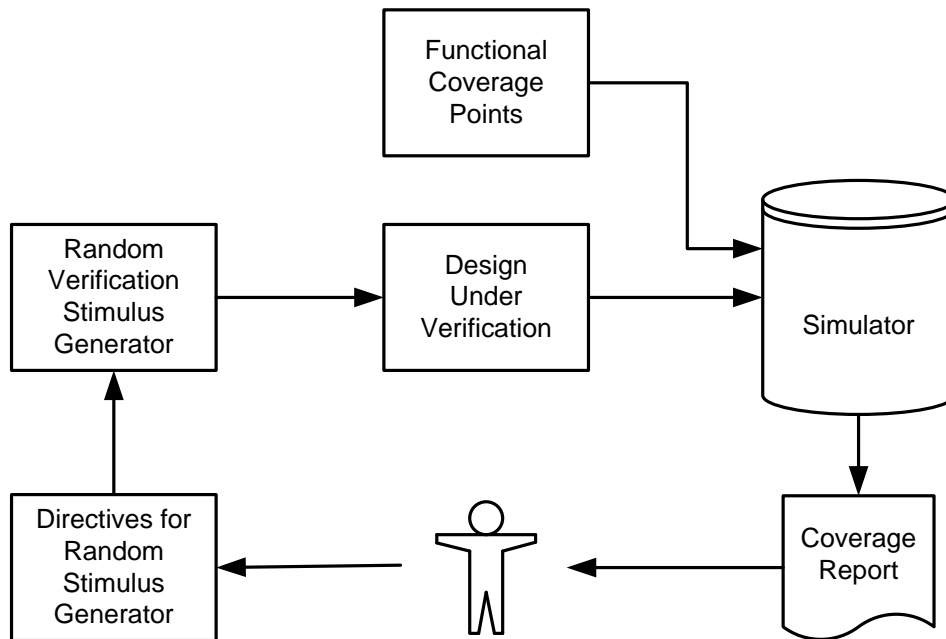 Functional
Coverage
Points
Random
Verification
Stimulus
Generator
Design
Under
Verification
Simulator
Directives for
Random
Stimulus
Generator
Coverage
Report